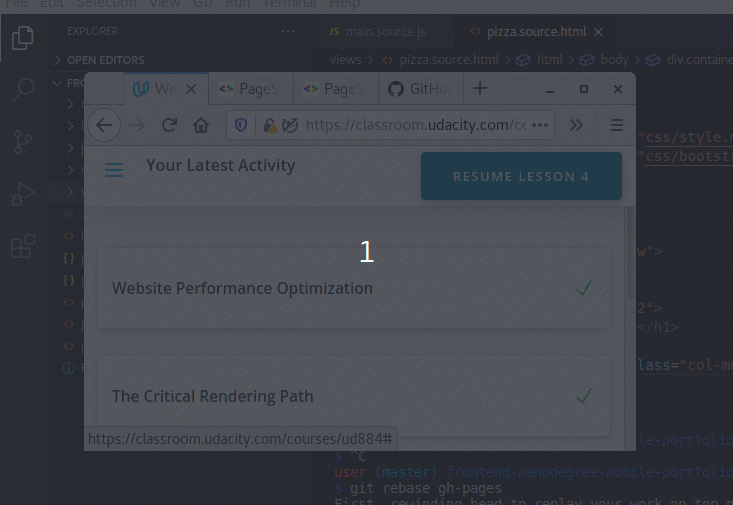 File Edit Selection View Go Run Terminal Help
EXPLORER
main.source.js
pizza.source.html
OPEN EDITORS
views > pizza.source.html > html > body > div.containe
We
PageS
PageS
GitHu
https://classroom.udacity.com/cc
"css/style.
"css/bootst
Your Latest Activity
RESUME LESSON 4
1
w">
Website Performance Optimization
2">
</h1>
lass="col-m
The Critical Rendering Path
https://classroom.udacity.com/courses/ud884#
le-portfolio
$ ^C
user (master) frontend-nanodegree-mobile-portfolio
$ git rebase gh-pages
First, rewinding head to replay your work on top o